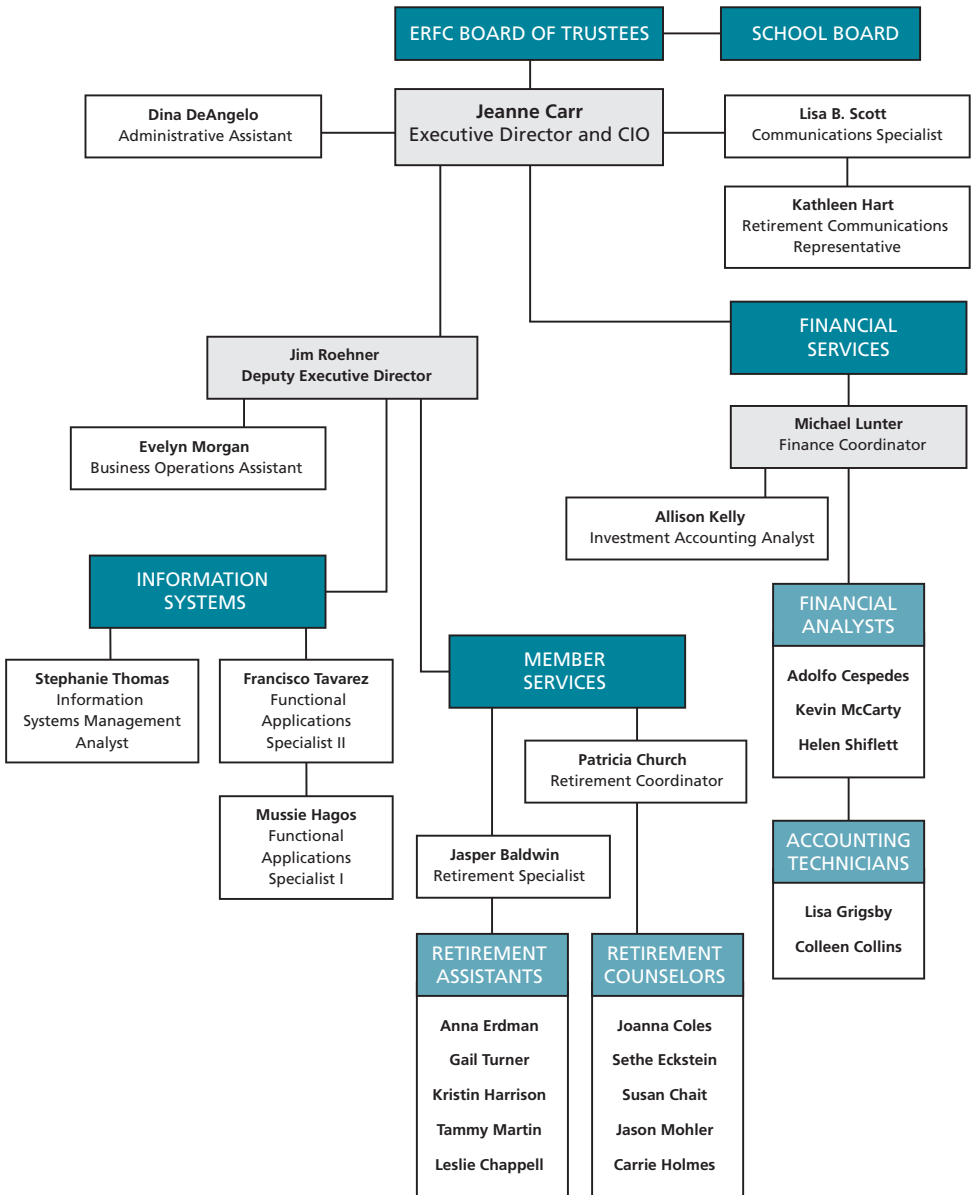 ERFC BOARD OF TRUSTEES
SCHOOL BOARD
Dina DeAngelo
Administrative Assistant
Jeanne Carr
Executive Director and CIO
Lisa B. Scott
Communications Specialist
Kathleen Hart
Retirement Communications
Representative
FINANCIAL
SERVICES
Jim Roehner
Deputy Executive Director
Michael Lunter
Finance Coordinator
Evelyn Morgan
Business Operations Assistant
Allison Kelly
Investment Accounting Analyst
INFORMATION
SYSTEMS
FINANCIAL
ANALYSTS
Adolfo Cespedes
Kevin McCarty
Helen Shiflett
MEMBER
SERVICES
Stephanie Thomas
Information
Systems Management
Analyst
Francisco Tavarez
Functional
Applications
Specialist II
Patricia Church
Retirement Coordinator
Mussie Hagos
Functional
Applications
Specialist I
Jasper Baldwin
Retirement Specialist
ACCOUNTING
TECHNICIANS
Lisa Grigsby
Colleen Collins
RETIREMENT
ASSISTANTS
Anna Erdman
Gail Turner
Kristin Harrison
Tammy Martin
Leslie Chappell
RETIREMENT
COUNSELORS
Joanna Coles
Sethe Eckstein
Susan Chait
Jason Mohler
Carrie Holmes